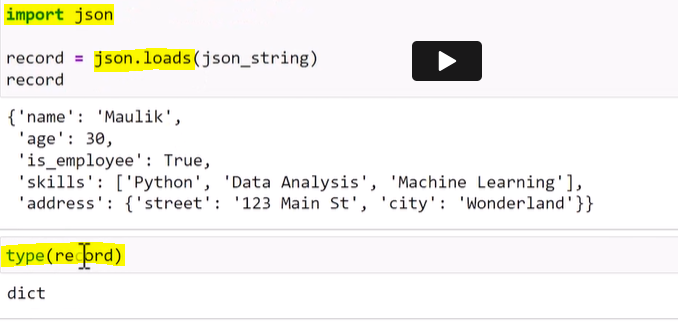 import json
record = json.loads(json_string)
record
{'name': 'Maulik',
'age': 30,
'is_employee': True,
'skills': ['Python', 'Data Analysis', 'Machine Learning'],
'address': {'street': '123 Main St', 'city': 'Wonderland'}}
type(record)
dict